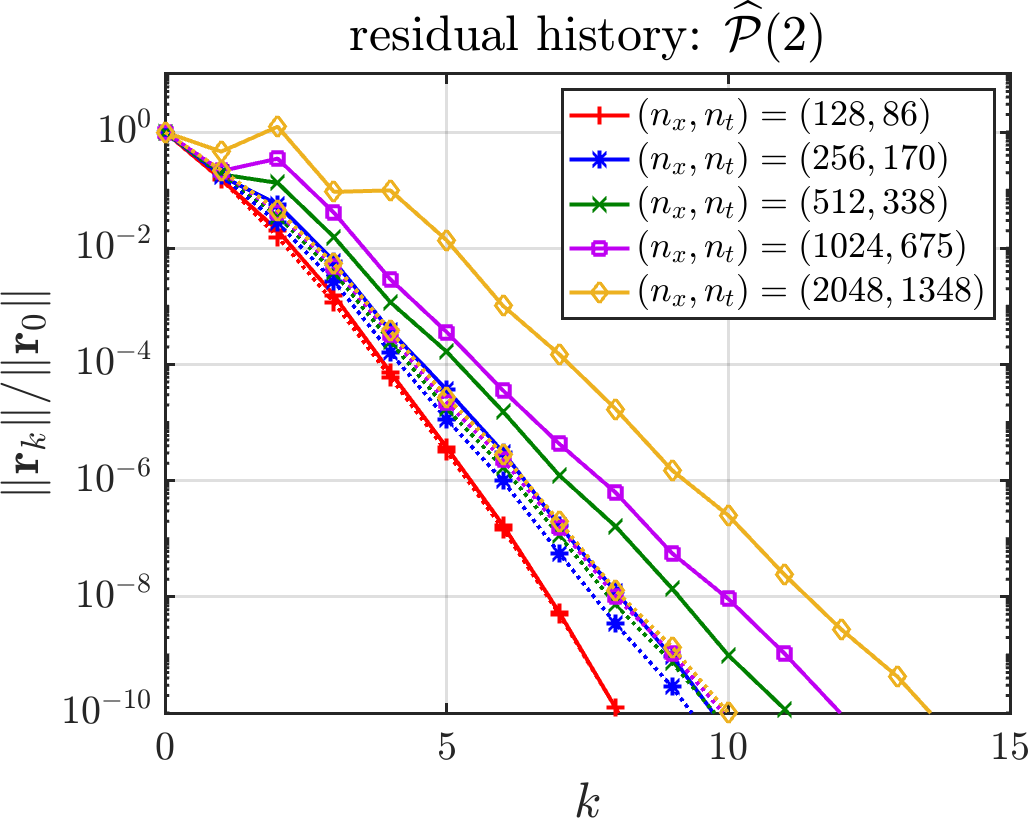 residual history: $\widehat{\mathcal{P}}(2)$
$(n_x, n_t) = (128, 86)$
$(n_x, n_t) = (256, 170)$
$(n_x, n_t) = (512, 338)$
$(n_x, n_t) = (1024, 675)$
$(n_x, n_t) = (2048, 1348)$
$||\mathbf{r}_k||/||\mathbf{r}_0||$
$10^{0}$
$10^{-2}$
$10^{-4}$
$10^{-6}$
$10^{-8}$
$10^{-10}$
0 5 10 15
$k$